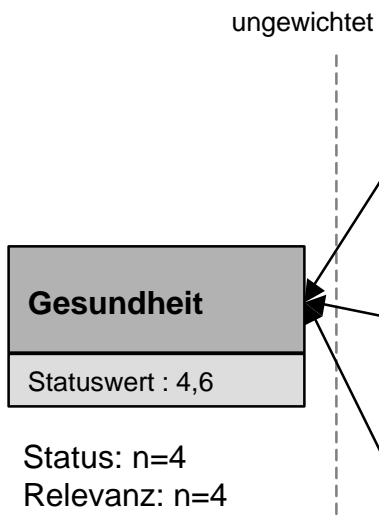 ungewichtet
Gesundheit
Statuswert : 4,6
Status: n=4
Relevanz: n=4